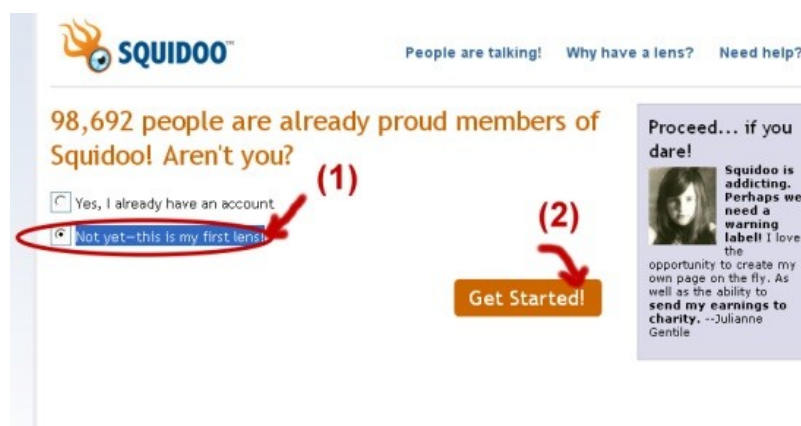 SQUIDOO™
People are talking! Why have a lens? Need help?
98,692 people are already proud members of
Squidoo! Aren't you?
(1)
Yes, I already have an account
Not yet—this is my first lens!
(2)
Get Started!
Proceed... if you
dare!
Squidoo is
addicting.
Perhaps we
need a
warning
label! I love
the
opportunity to create my
own page on the fly. As
well as the ability to
send my earnings to
charity. --Julianne
Gentile